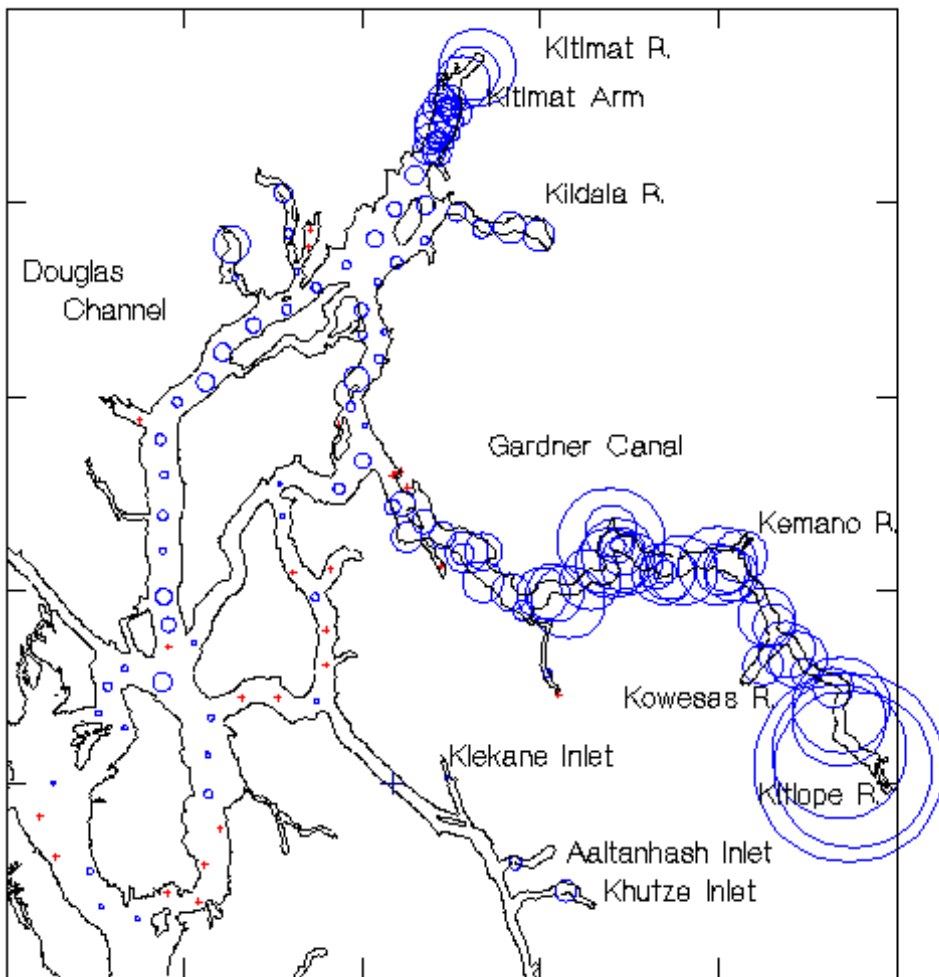 Kitimat R.
Kitimat Arm
Kildala R.
Douglas
Channel
Gardner Canal
Kemano R.
Kowesas R.
Klekane Inlet
Kitlope R.
Aaltanhash Inlet
Khutze Inlet